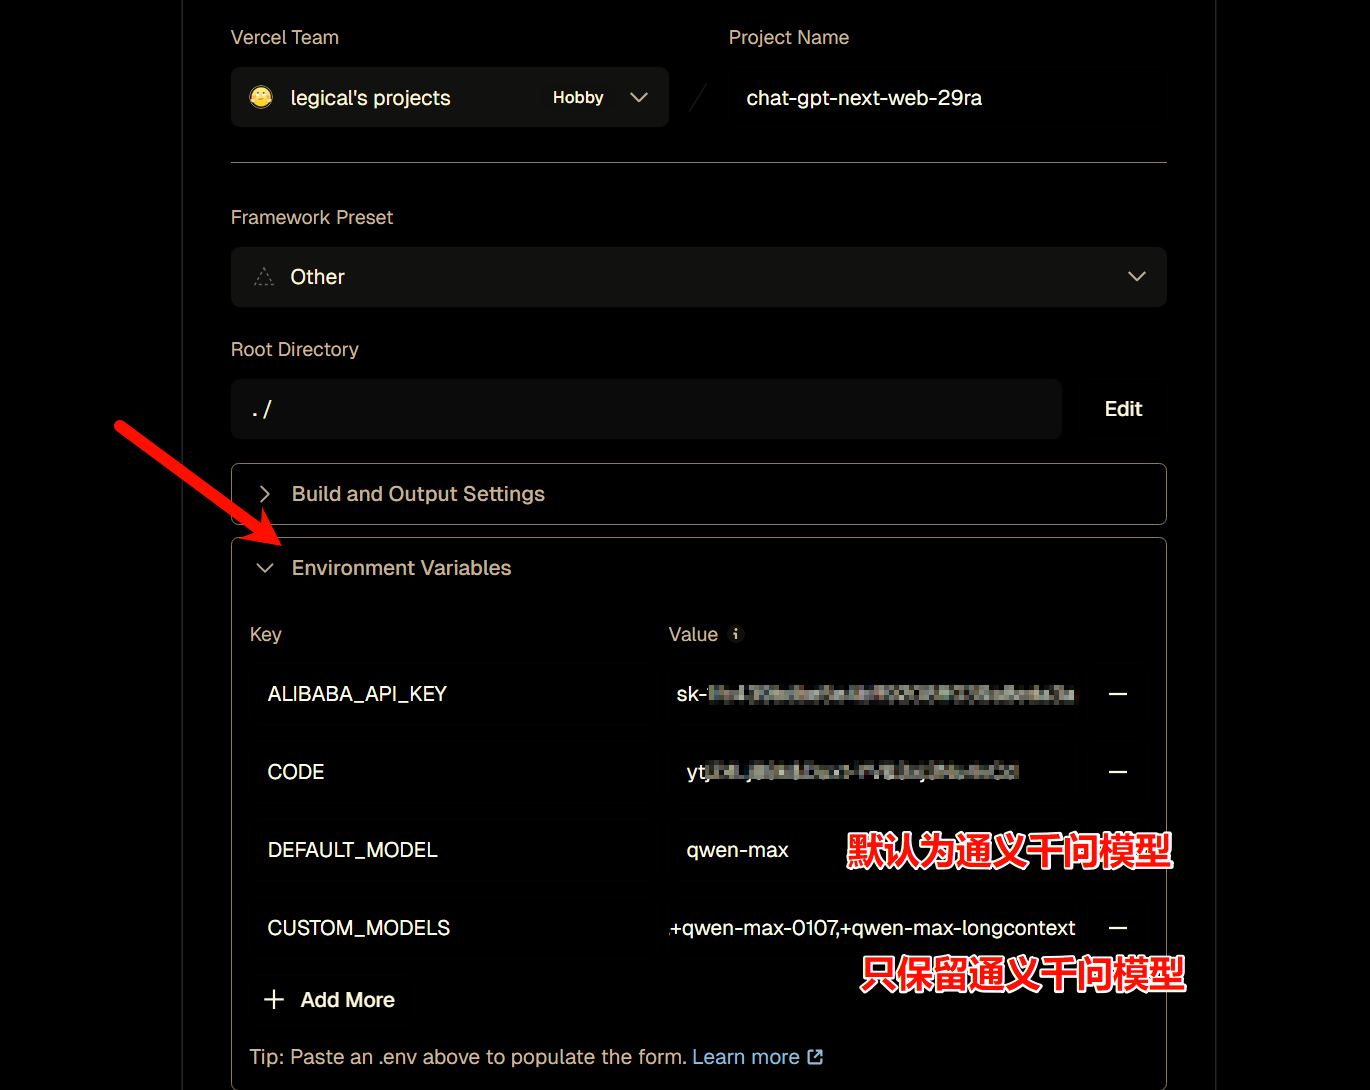 Vercel Team
Project Name
legical's projects
Hobby
chat-gpt-next-web-29ra
Framework Preset
Other
Root Directory
./
Edit
Build and Output Settings
Environment Variables
Key
Value
ALIBABA_API_KEY
sk-
CODE
DEFAULT_MODEL
qwen-max
默认为通义千问模型
CUSTOM_MODELS
,+qwen-max-0107,+qwen-max-longcontext
只保留通义千问模型
Add More
Tip: Paste an .env above to populate the form. Learn more